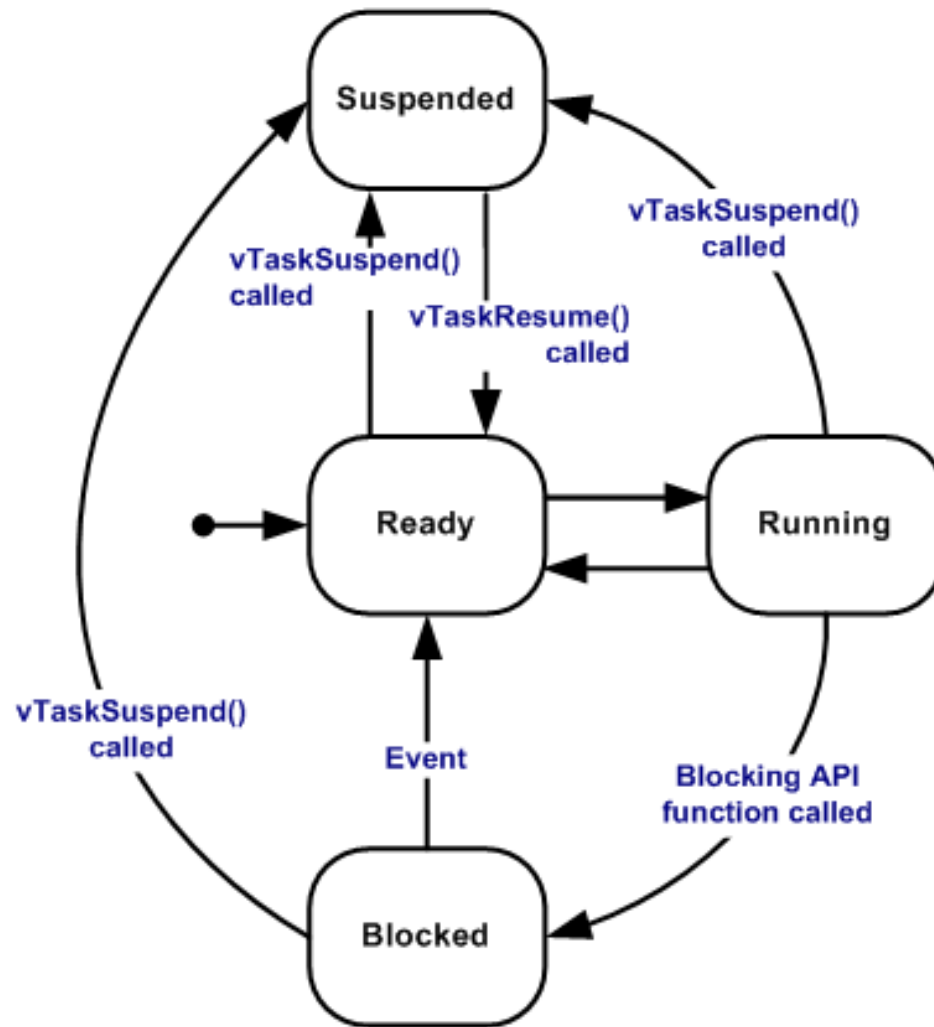 Suspended
vTaskSuspend()
called
vTaskSuspend()
called
vTaskResume()
called
Ready
Running
vTaskSuspend()
called
Event
Blocking API
function called
Blocked